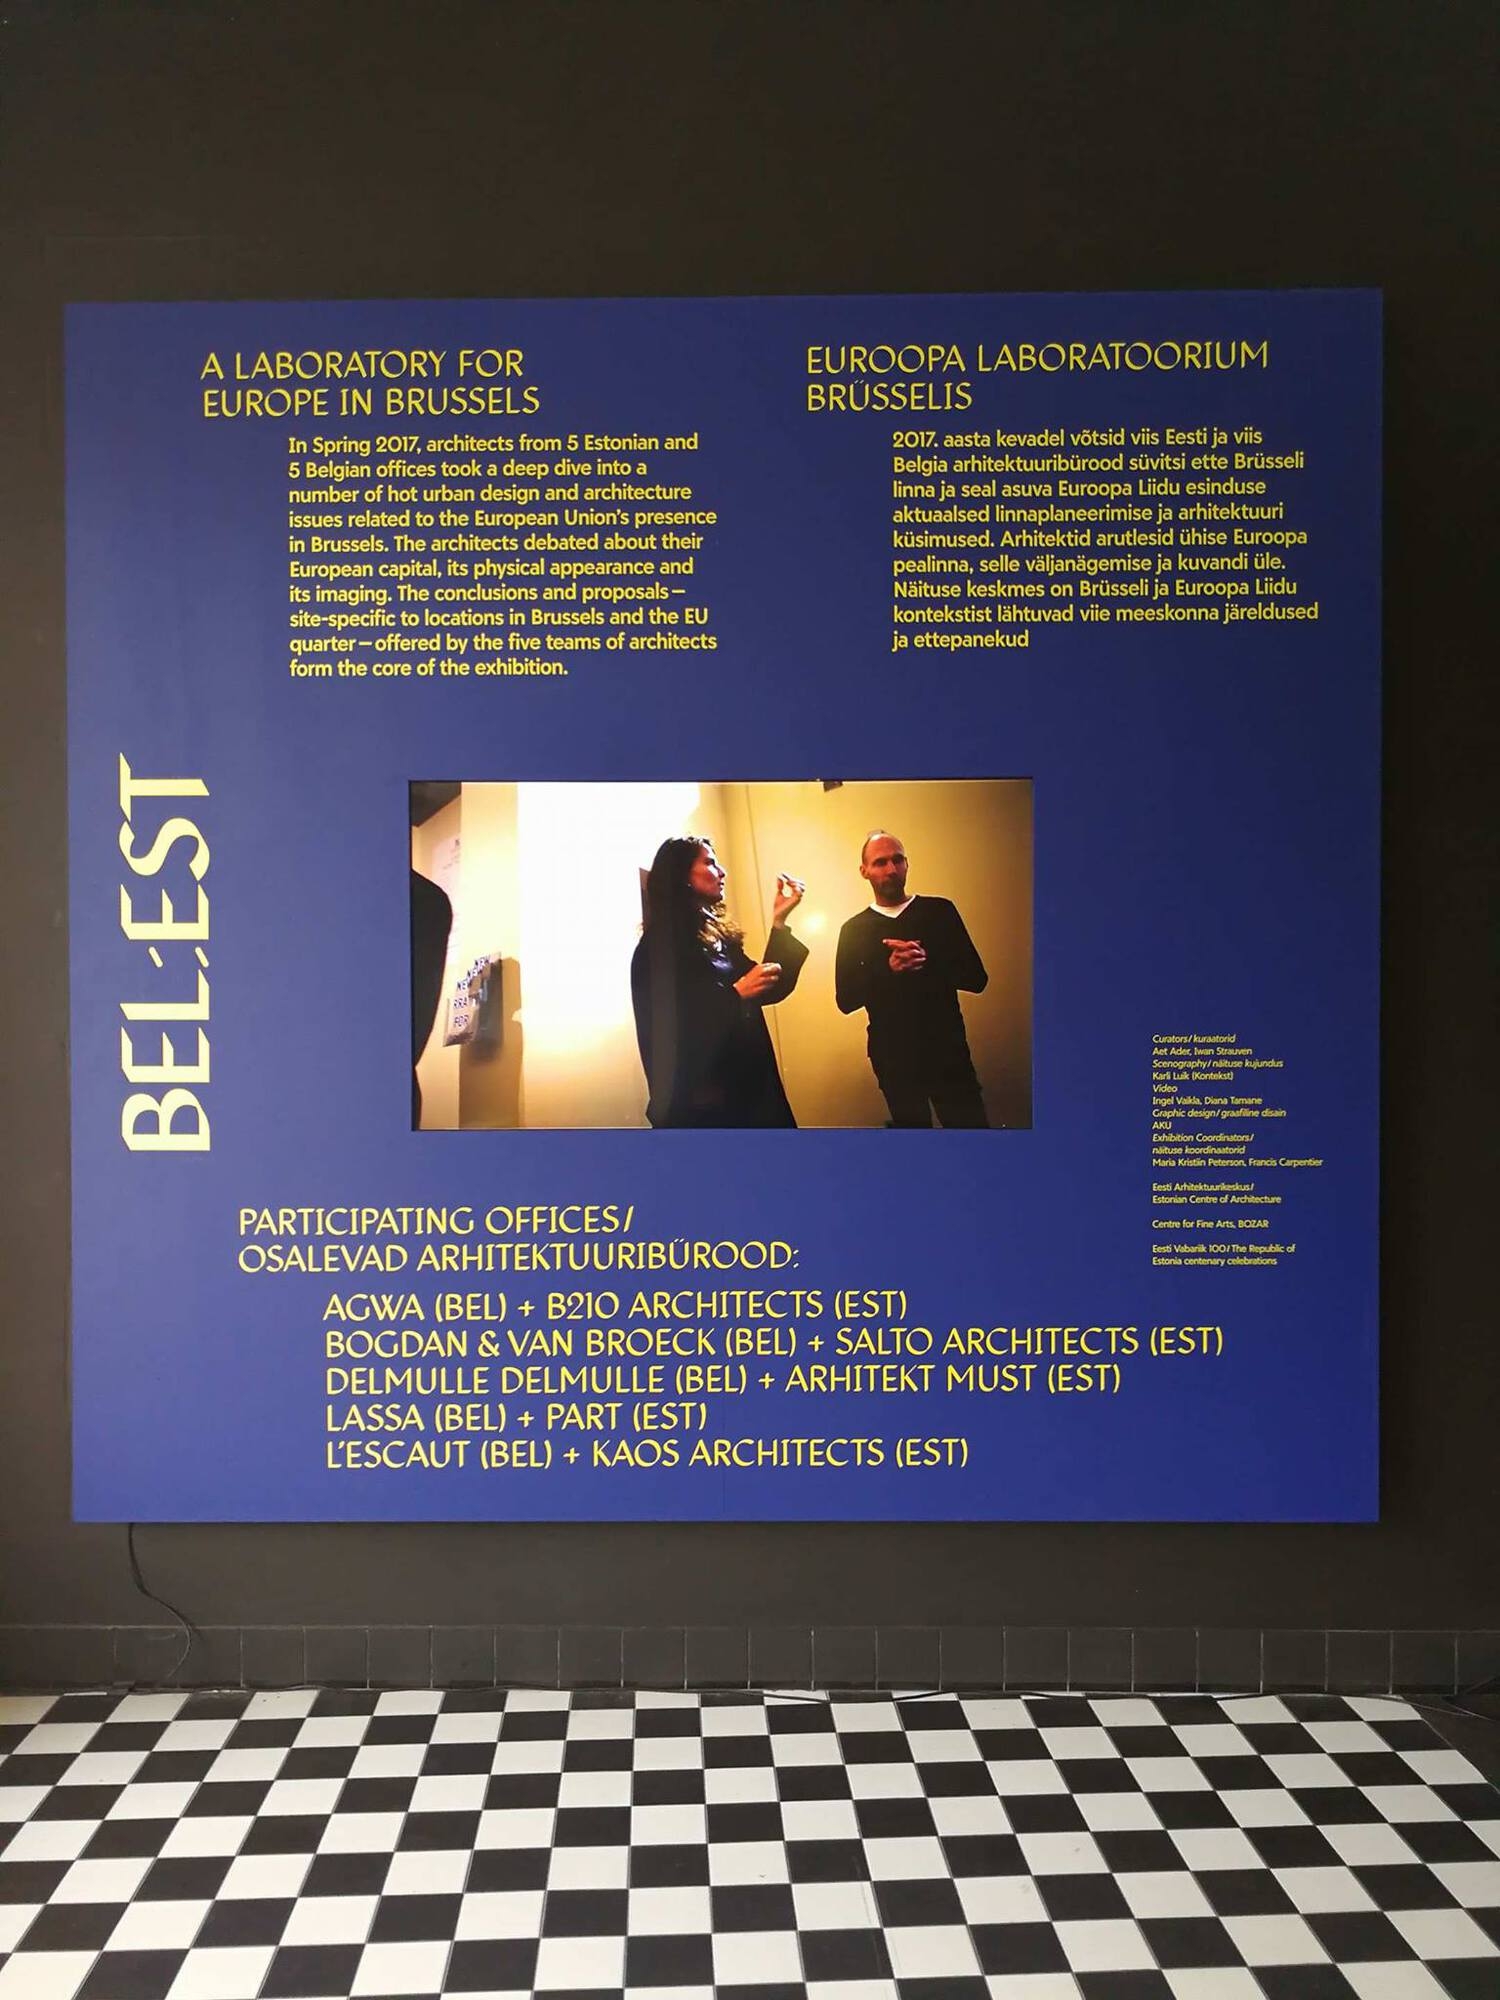 A LABORATORY FOR
EUROPE IN BRUSSELS
In Spring 2017, architects from 5 Estonian and
5 Belgian offices took a deep dive into a
number of hot urban design and architecture
issues related to the European Union's presence
in Brussels. The architects debated about their
European capital, its physical appearance and
its imaging. The conclusions and proposals—
site-specific to locations in Brussels and the EU
quarter—offered by the five teams of architects
form the core of the exhibition.
EUROOPA LABORATOORIUM
BRÜSSELIS
2017. aasta kevadel võtsid viis Eesti ja viis
Belgia arhitektuuribürood süvitsi ette Brüsseli
linna ja seal asuva Euroopa Liidu esinduse
aktuaalsed linnaplaneerimise ja arhitektuuri
küsimused. Arhitektid arutlesid ühise Euroopa
pealinna, selle väljanägemise ja kuvandi üle.
Näituse keskmes on Brüsseli ja Euroopa Liidu
kontekstist lähtuvad viie meeskonna järeldused
ja ettepanekud
BEL:EST
NEW
FOR
Curators/kuraatorid
Aet Ader, Iwan Strauven
Scenography/näituse kujundus
Karli Luik (Kontekst)
Video
Ingel Vaikla, Diana Tamane
Graphic design/graafiline disain
AKU
Exhibition Coordinators/
näituse koordinaatorid
Maria Kristiin Peterson, Francis Carpentier
Eesti Arhitektuurikeskus/
Estonian Centre of Architecture
Centre for Fine Arts, BOZAR
Eesti Vabariik 100/The Republic of
Estonia centenary celebrations
PARTICIPATING OFFICES/
OSALEVAD ARHITEKTUURIBÜROOD:
AGWA (BEL) + B210 ARCHITECTS (EST)
BOGDAN & VAN BROECK (BEL) + SALTO ARCHITECTS (EST)
DELMULLE DELMULLE (BEL) + ARHITEKT MUST (EST)
LASSA (BEL) + PART (EST)
L'ESCAUT (BEL) + KAOS ARCHITECTS (EST)